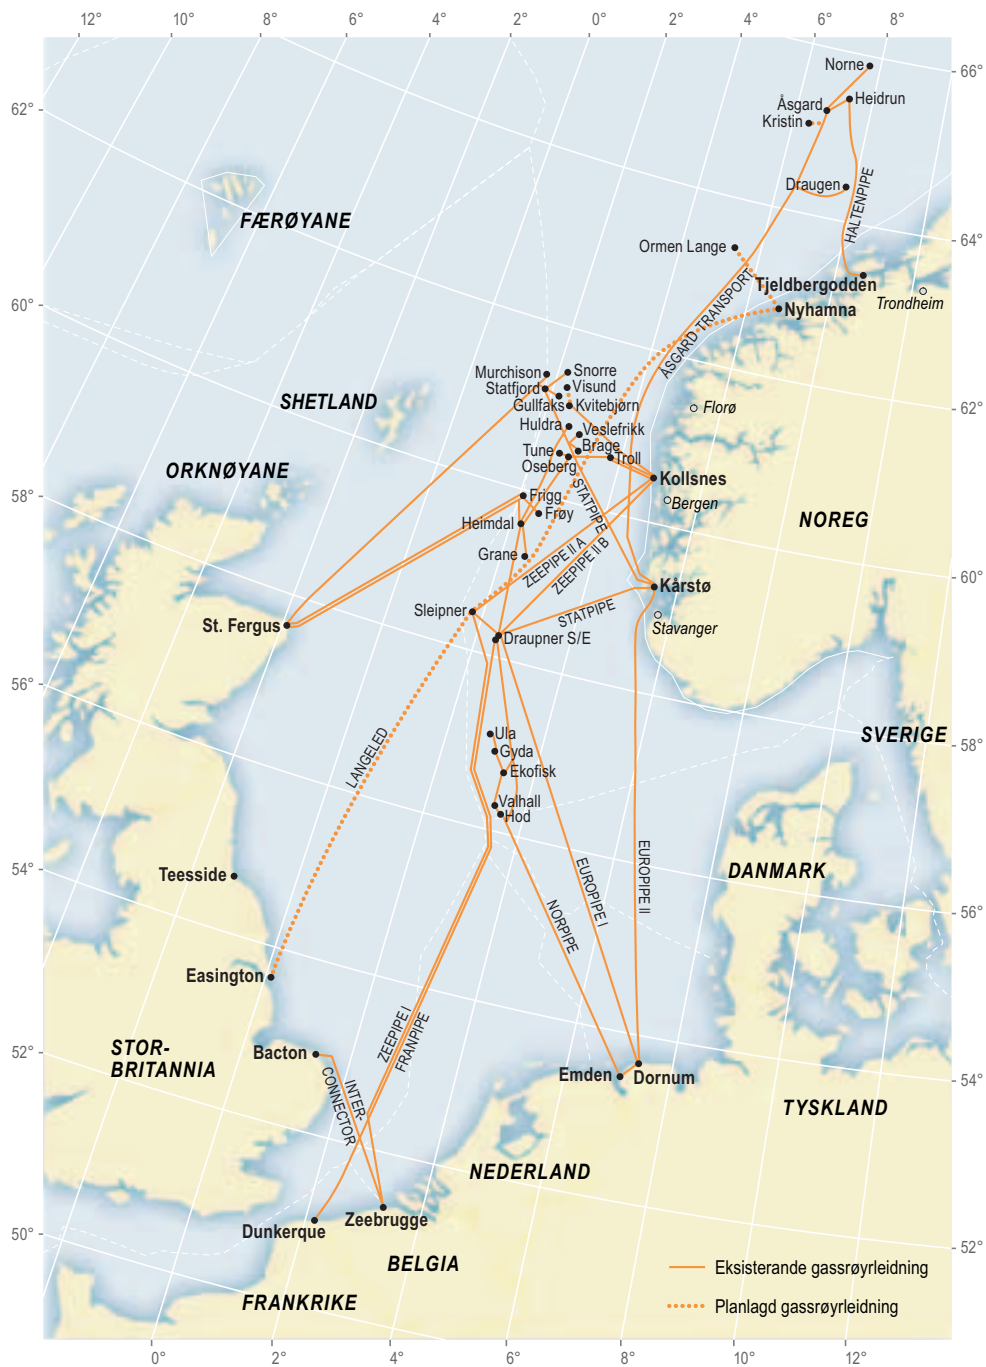 12° 10° 8° 6° 4° 2° 0° 2° 4° 6° 8°
66°
62°
64°
60°
62°
58°
60°
56°
58°
54°
56°
52°
54°
50°
52°
0° 2° 4° 6° 8° 10° 12°
Norne
Åsgard
Heidrun
Kristin
Draugen
HALTENPIPE
FÆRØYANE
Ormen Lange
Tjeldbergodden
Trondheim
Nyhamna
ÅSGARD TRANSPORT
Murchison
Snorre
Statfjord
Visund
SHETLAND
Gullfaks
Kvitebjørn
Florø
Huldra
Veslefrikk
Brage
Tune
Troll
Oseberg
ORKNØYANE
Kollsnes
STATPIPE
Frigg
Bergen
Frøy
NOREG
Heimdal
Grane
ZEEPIPE II A
ZEEPIPE II B
Kårstø
Sleipner
STATPIPE
St. Fergus
Stavanger
Draupner S/E
Ula
SVERIGE
Gyda
LANGELED
Ekofisk
Valhall
Hod
EUROPIPE II
DANMARK
Teesside
EUROPIPE I
NORPIPE
Easington
ZEEPIPE I
FRANPIPE
STOR-
BRITANNIA
Bacton
INTER-
CONNECTOR
Emden
Dornum
TYSKLAND
NEDERLAND
Zeebrugge
Dunkerque
BELGIA
FRANKRIKE
Eksisterande gassrøyrleidning
Planlagd gassrøyrleidning